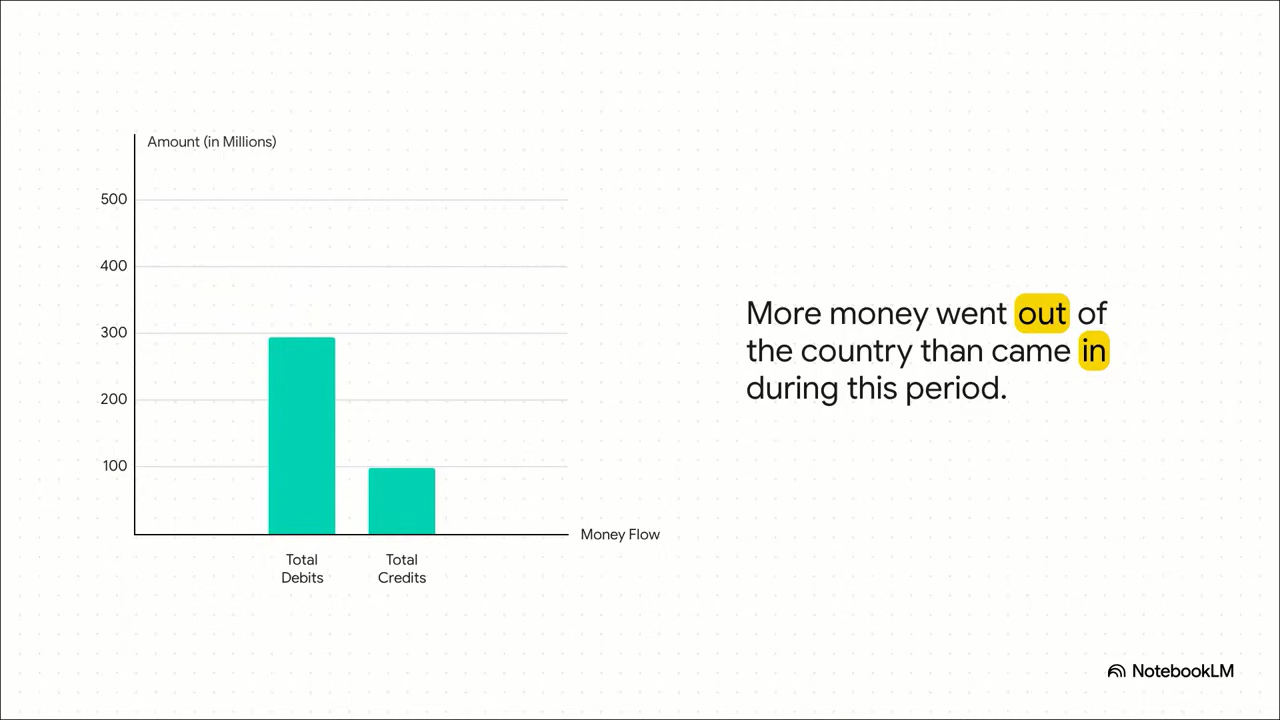 Amount (in Millions)
500
400
300
200
100
Money Flow
Total
Debits
Total
Credits
More money went out of
the country than came in
during this period.
NotebookLM